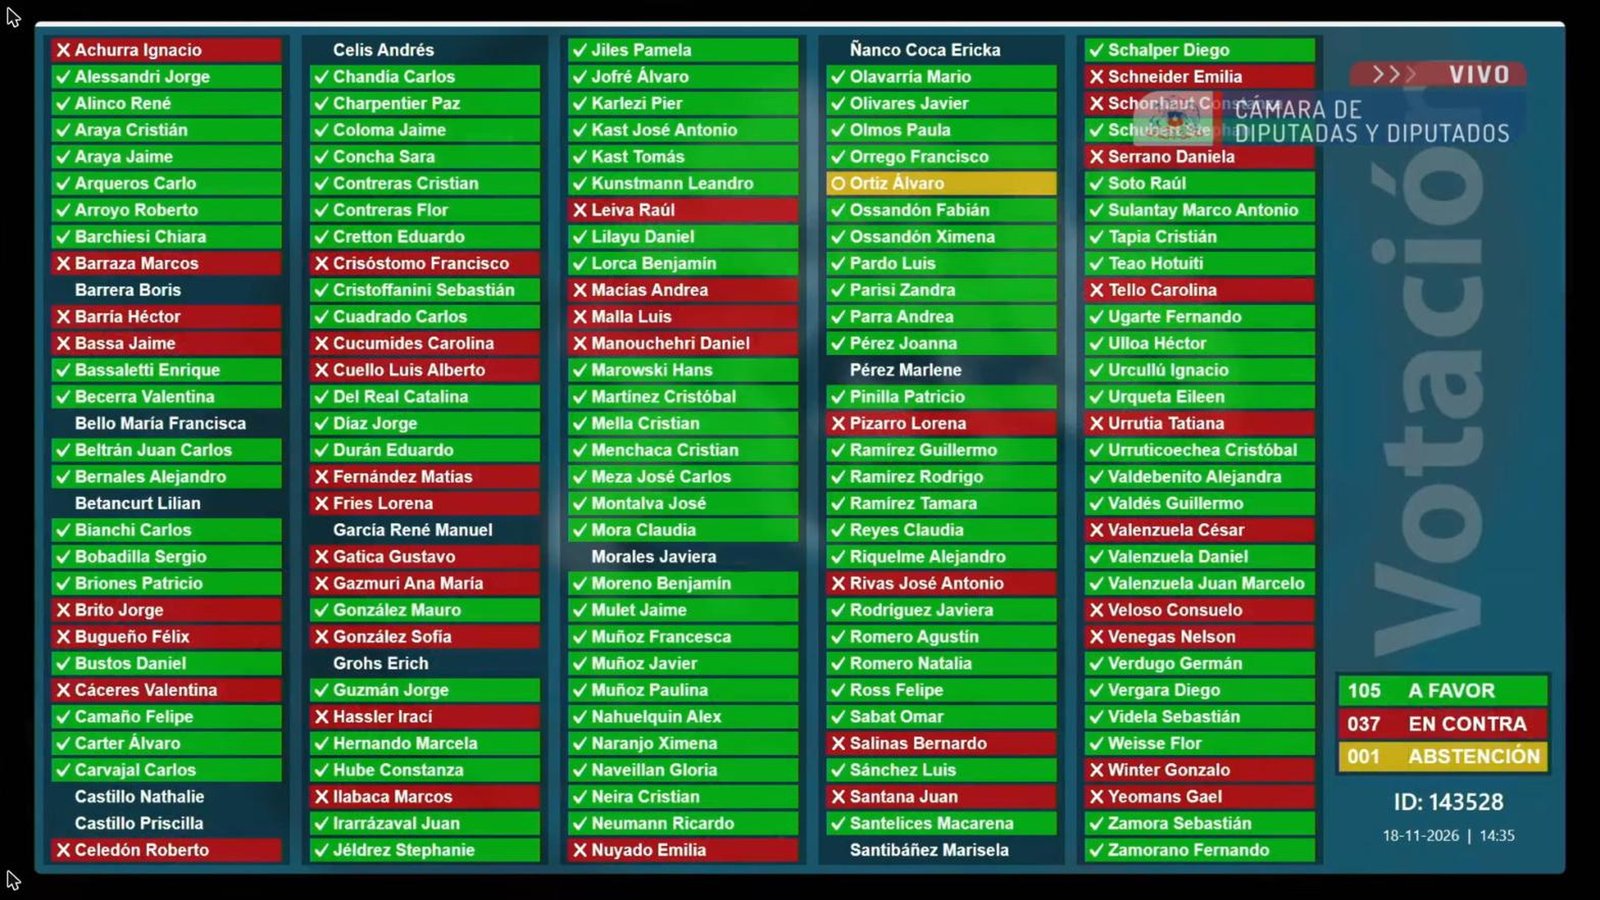 Achurra Ignacio
Alessandri Jorge
Alinco René
Araya Cristián
Araya Jaime
Arqueros Carlo
Arroyo Roberto
Barchiesi Chiara
Barraza Marcos
Barrera Boris
Barría Héctor
Bassa Jaime
Bassaletti Enrique
Becerra Valentina
Bello María Francisca
Beltrán Juan Carlos
Bernales Alejandro
Betancurt Lilian
Bianchi Carlos
Bobadilla Sergio
Briones Patricio
Brito Jorge
Bugueño Félix
Bustos Daniel
Cáceres Valentina
Camaño Felipe
Carter Álvaro
Carvajal Carlos
Castillo Nathalie
Castillo Priscilla
Celedón Roberto
Celis Andrés
Chandía Carlos
Charpentier Paz
Coloma Jaime
Concha Sara
Contreras Cristian
Contreras Flor
Cretton Eduardo
Crisóstomo Francisco
Cristoffanini Sebastián
Cuadrado Carlos
Cucumides Carolina
Cuello Luis Alberto
Del Real Catalina
Díaz Jorge
Durán Eduardo
Fernández Matías
Fries Lorena
García René Manuel
Gatica Gustavo
Gazmuri Ana María
González Mauro
González Sofía
Grohs Erich
Guzmán Jorge
Hassler Irací
Hernando Marcela
Hube Constanza
Ilabaca Marcos
Irarrázaval Juan
Jéldrez Stephanie
Jiles Pamela
Jofré Álvaro
Karlezi Pier
Kast José Antonio
Kast Tomás
Kunstmann Leandro
Leiva Raúl
Lilayu Daniel
Lorca Benjamín
Macías Andrea
Malla Luis
Manouchehri Daniel
Marowski Hans
Martínez Cristóbal
Mella Cristian
Menchaca Cristian
Meza José Carlos
Montalva José
Mora Claudia
Morales Javiera
Moreno Benjamín
Mulet Jaime
Muñoz Francesca
Muñoz Javier
Muñoz Paulina
Nahuelquin Alex
Naranjo Ximena
Naveillan Gloria
Neira Cristian
Neumann Ricardo
Nuyado Emilia
Ñanco Coca Ericka
Olavarría Mario
Olivares Javier
Olmos Paula
Orrego Francisco
Ortiz Álvaro
Ossandón Fabián
Ossandón Ximena
Pardo Luis
Parisi Zandra
Parra Andrea
Pérez Joanna
Pérez Marlene
Pinilla Patricio
Pizarro Lorena
Ramírez Guillermo
Ramírez Rodrigo
Ramírez Tamara
Reyes Claudia
Riquelme Alejandro
Rivas José Antonio
Rodríguez Javiera
Romero Agustín
Romero Natalia
Ross Felipe
Sabat Omar
Salinas Bernardo
Sánchez Luis
Santana Juan
Santelices Macarena
Santibáñez Marisela
Schalper Diego
Schneider Emilia
Serrano Daniela
Soto Raúl
Sulantay Marco Antonio
Tapia Cristián
Teao Hotuiti
Tello Carolina
Ugarte Fernando
Ulloa Héctor
Urcullú Ignacio
Urqueta Eileen
Urrutia Tatiana
Urruticoechea Cristóbal
Valdebenito Alejandra
Valdés Guillermo
Valenzuela César
Valenzuela Daniel
Valenzuela Juan Marcelo
Veloso Consuelo
Venegas Nelson
Verdugo Germán
Vergara Diego
Videla Sebastián
Weisse Flor
Winter Gonzalo
Yeomans Gael
Zamora Sebastián
Zamorano Fernando
VIVO
CÁMARA DE
DIPUTADAS Y DIPUTADOS
Votación
105 A FAVOR
037 EN CONTRA
001 ABSTENCIÓN
ID: 143528
18-11-2026 | 14:35